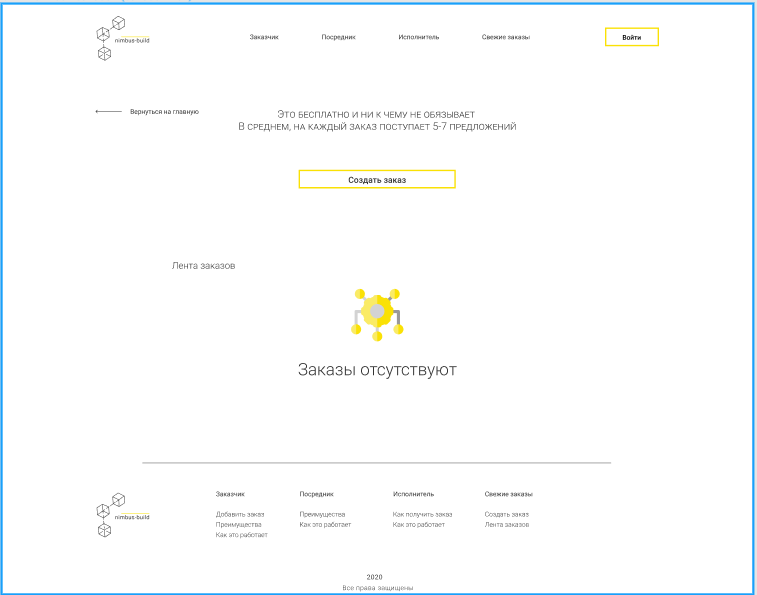 nimbus-build
Заказчик
Посредник
Исполнитель
Свежие заказы
Войти
Вернуться на главную
Это бесплатно и ни к чему не обязывает
В среднем, на каждый заказ поступает 5-7 предложений
Создать заказ
Лента заказов
Заказы отсутствуют
nimbus-build
Заказчик
Добавить заказ
Преимущества
Как это работает
Посредник
Преимущества
Как это работает
Исполнитель
Как получить заказ
Как это работает
Свежие заказы
Создать заказ
Лента заказов
2020
Все права защищены